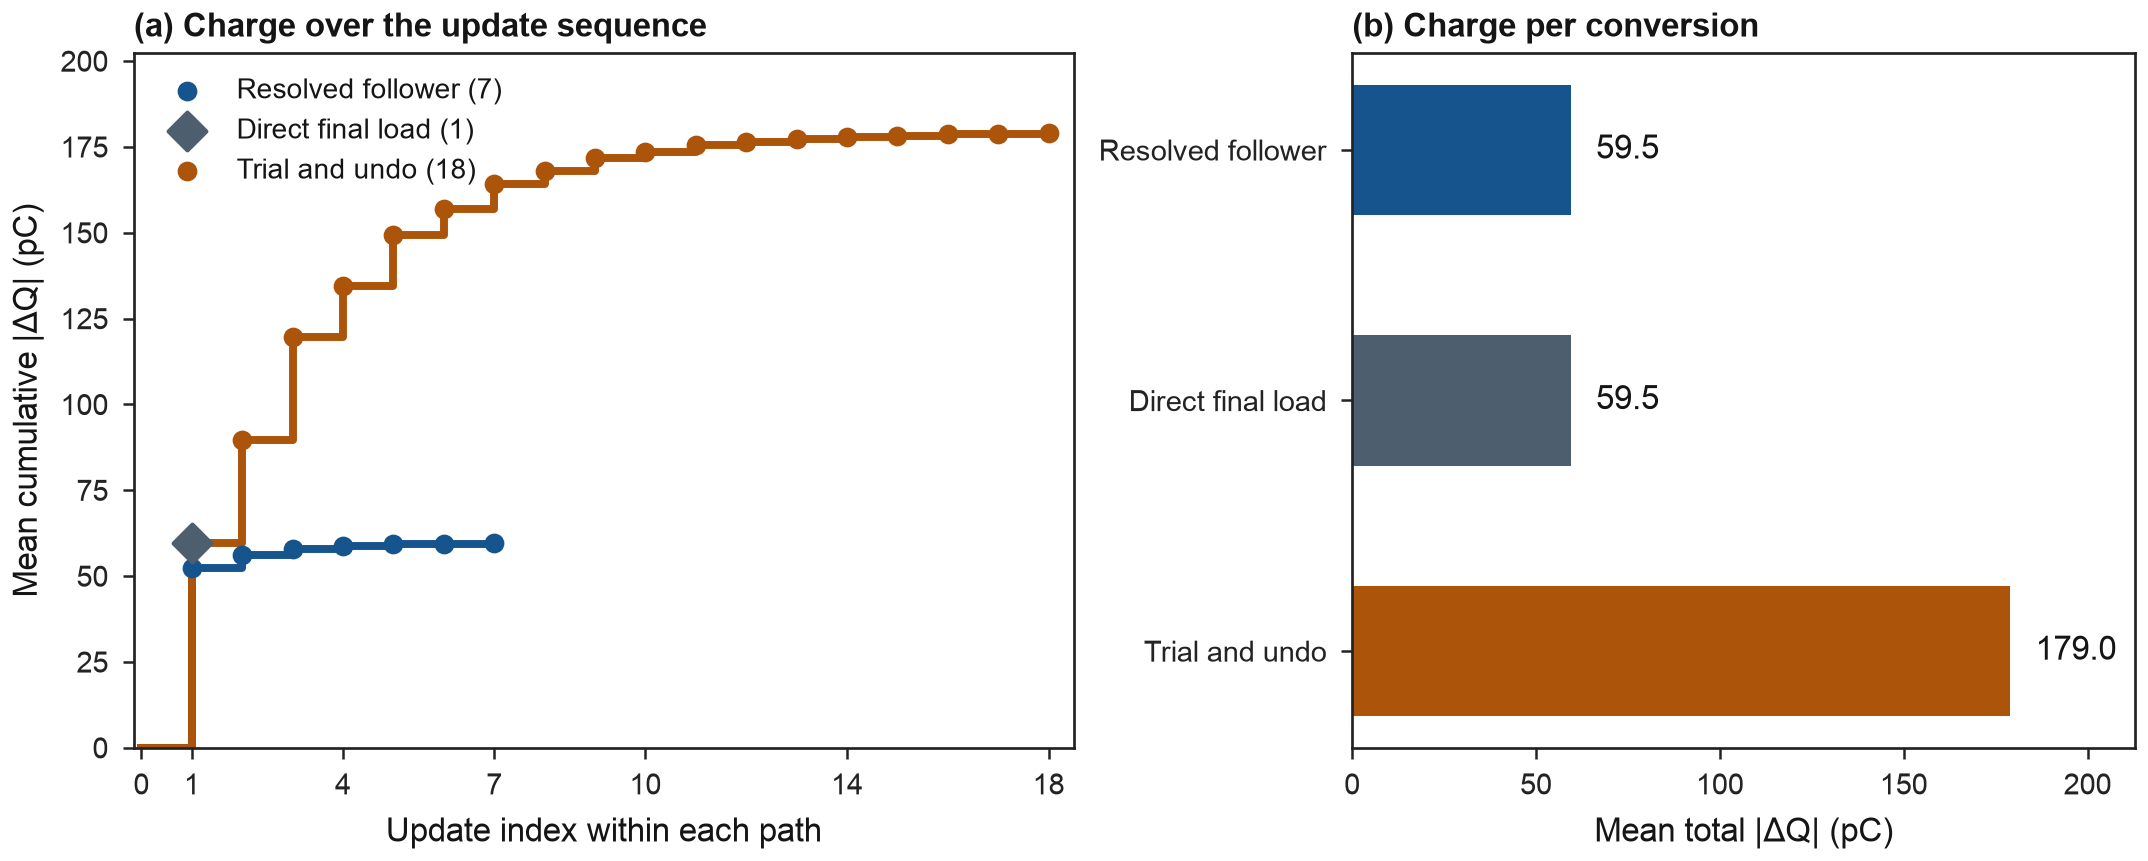 (a) Charge over the update sequence
Mean cumulative |ΔQ| (pC)
200
175
150
125
100
75
50
25
0
Resolved follower (7)
Direct final load (1)
Trial and undo (18)
0 1 4 7 10 14 18
Update index within each path
(b) Charge per conversion
Resolved follower 59.5
Direct final load 59.5
Trial and undo 179.0
0 50 100 150 200
Mean total |ΔQ| (pC)